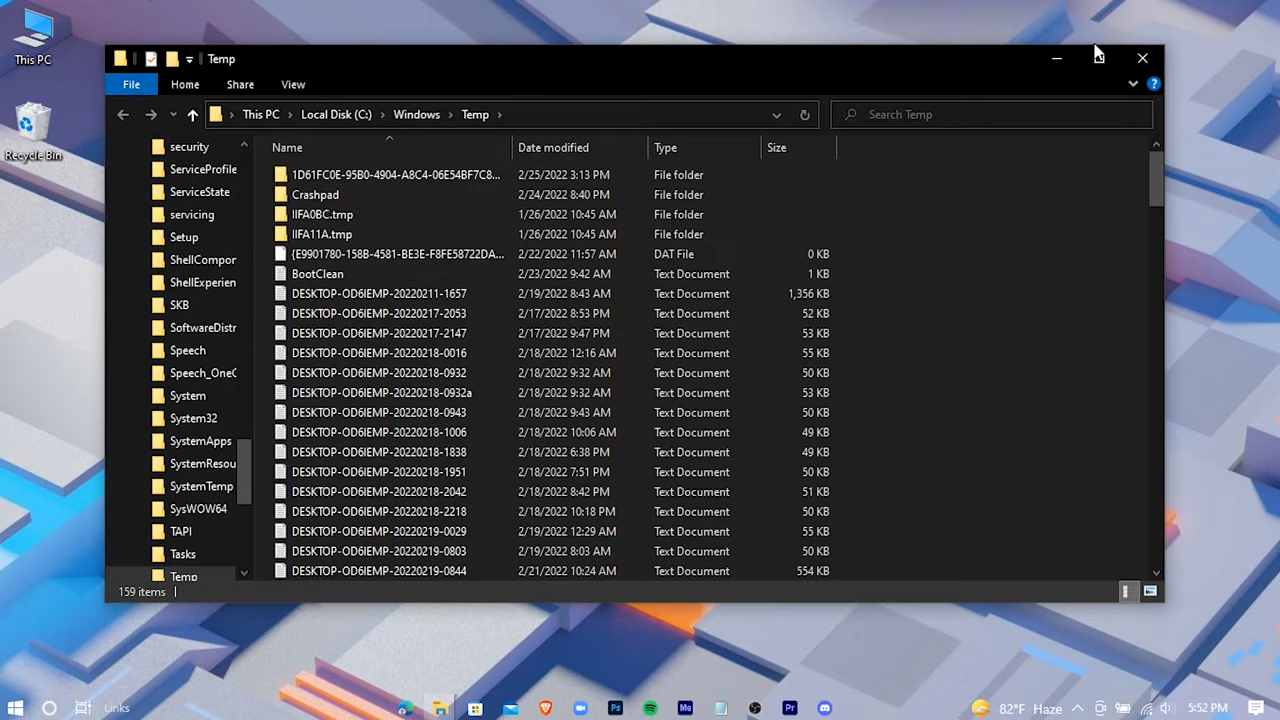 This PC
Recycle Bin
Temp
File Home Share View
This PC Local Disk (C:) Windows Temp
Search Temp
security
ServiceProfile
ServiceState
servicing
Setup
ShellCompor
ShellExperien
SKB
SoftwareDistr
Speech
Speech_OneC
System
System32
SystemApps
SystemResou
SystemTemp
SysWOW64
TAPI
Tasks
Temp
Name Date modified Type Size
1D61FC0E-95B0-4904-A8C4-06E54BF7C8... 2/25/2022 3:13 PM File folder
Crashpad 2/24/2022 8:40 PM File folder
IIFA0BC.tmp 1/26/2022 10:45 AM File folder
IIFA11A.tmp 1/26/2022 10:45 AM File folder
{E9901780-158B-4581-BE3E-F8FE58722DA... 2/22/2022 11:57 AM DAT File 0 KB
BootClean 2/23/2022 9:42 AM Text Document 1 KB
DESKTOP-OD6IEMP-20220211-1657 2/19/2022 8:43 AM Text Document 1,356 KB
DESKTOP-OD6IEMP-20220217-2053 2/17/2022 8:53 PM Text Document 52 KB
DESKTOP-OD6IEMP-20220217-2147 2/17/2022 9:47 PM Text Document 53 KB
DESKTOP-OD6IEMP-20220218-0016 2/18/2022 12:16 AM Text Document 55 KB
DESKTOP-OD6IEMP-20220218-0932 2/18/2022 9:32 AM Text Document 50 KB
DESKTOP-OD6IEMP-20220218-0932a 2/18/2022 9:32 AM Text Document 53 KB
DESKTOP-OD6IEMP-20220218-0943 2/18/2022 9:43 AM Text Document 50 KB
DESKTOP-OD6IEMP-20220218-1006 2/18/2022 10:06 AM Text Document 49 KB
DESKTOP-OD6IEMP-20220218-1838 2/18/2022 6:38 PM Text Document 49 KB
DESKTOP-OD6IEMP-20220218-1951 2/18/2022 7:51 PM Text Document 50 KB
DESKTOP-OD6IEMP-20220218-2042 2/18/2022 8:42 PM Text Document 51 KB
DESKTOP-OD6IEMP-20220218-2218 2/18/2022 10:18 PM Text Document 50 KB
DESKTOP-OD6IEMP-20220219-0029 2/19/2022 12:29 AM Text Document 55 KB
DESKTOP-OD6IEMP-20220219-0803 2/19/2022 8:03 AM Text Document 50 KB
DESKTOP-OD6IEMP-20220219-0844 2/21/2022 10:24 AM Text Document 554 KB
159 items
Links Ps Me Pr 82°F Haze 5:52 PM